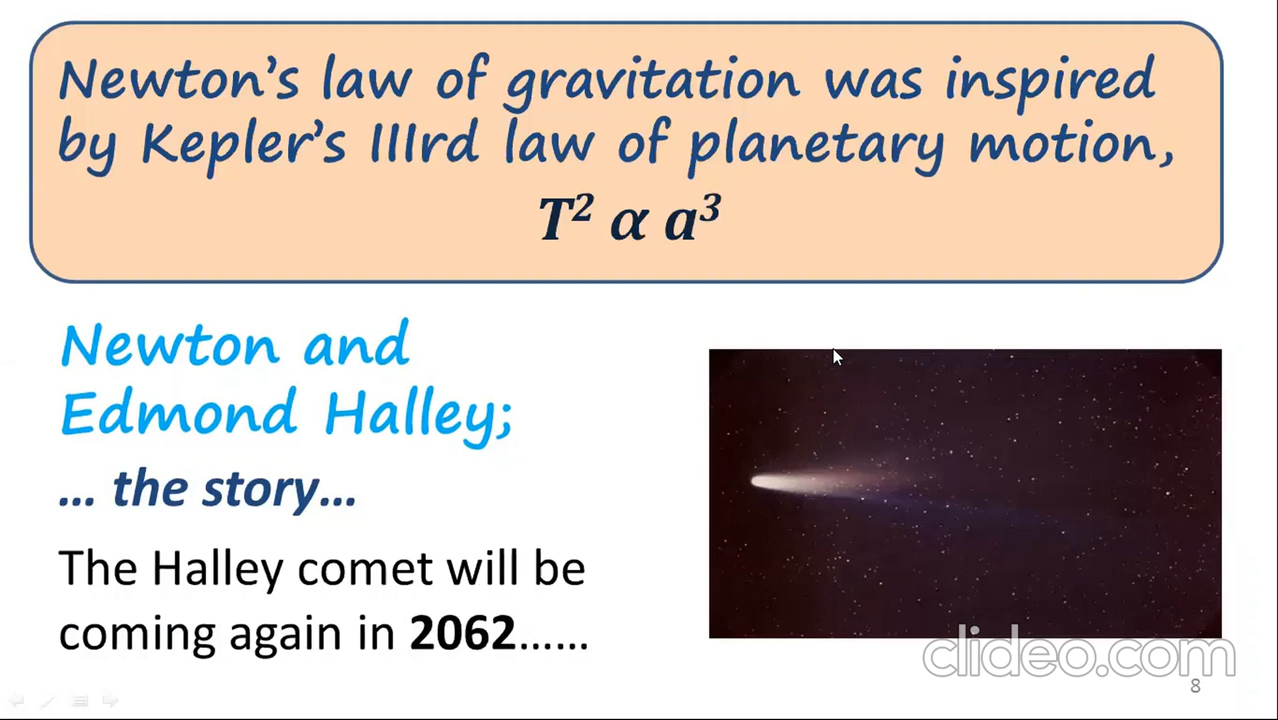 Newton's law of gravitation was inspired
by Kepler's IIIrd law of planetary motion,
T² α a³
Newton and
Edmond Halley;
... the story...
The Halley comet will be
coming again in 2062......
clideo.com
8